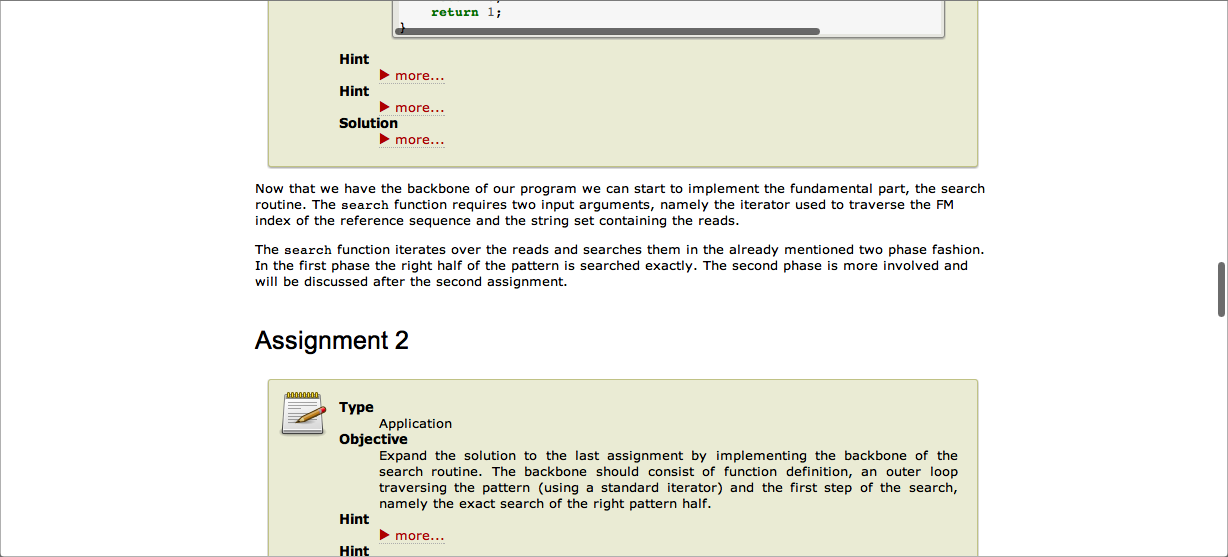 return 1;
}
Hint
more...
Hint
more...
Solution
more...
Now that we have the backbone of our program we can start to implement the fundamental part, the search
routine. The search function requires two input arguments, namely the iterator used to traverse the FM
index of the reference sequence and the string set containing the reads.
The search function iterates over the reads and searches them in the already mentioned two phase fashion.
In the first phase the right half of the pattern is searched exactly. The second phase is more involved and
will be discussed after the second assignment.
Assignment 2
Type
Application
Objective
Expand the solution to the last assignment by implementing the backbone of the
search routine. The backbone should consist of function definition, an outer loop
traversing the pattern (using a standard iterator) and the first step of the search,
namely the exact search of the right pattern half.
Hint
more...
Hint